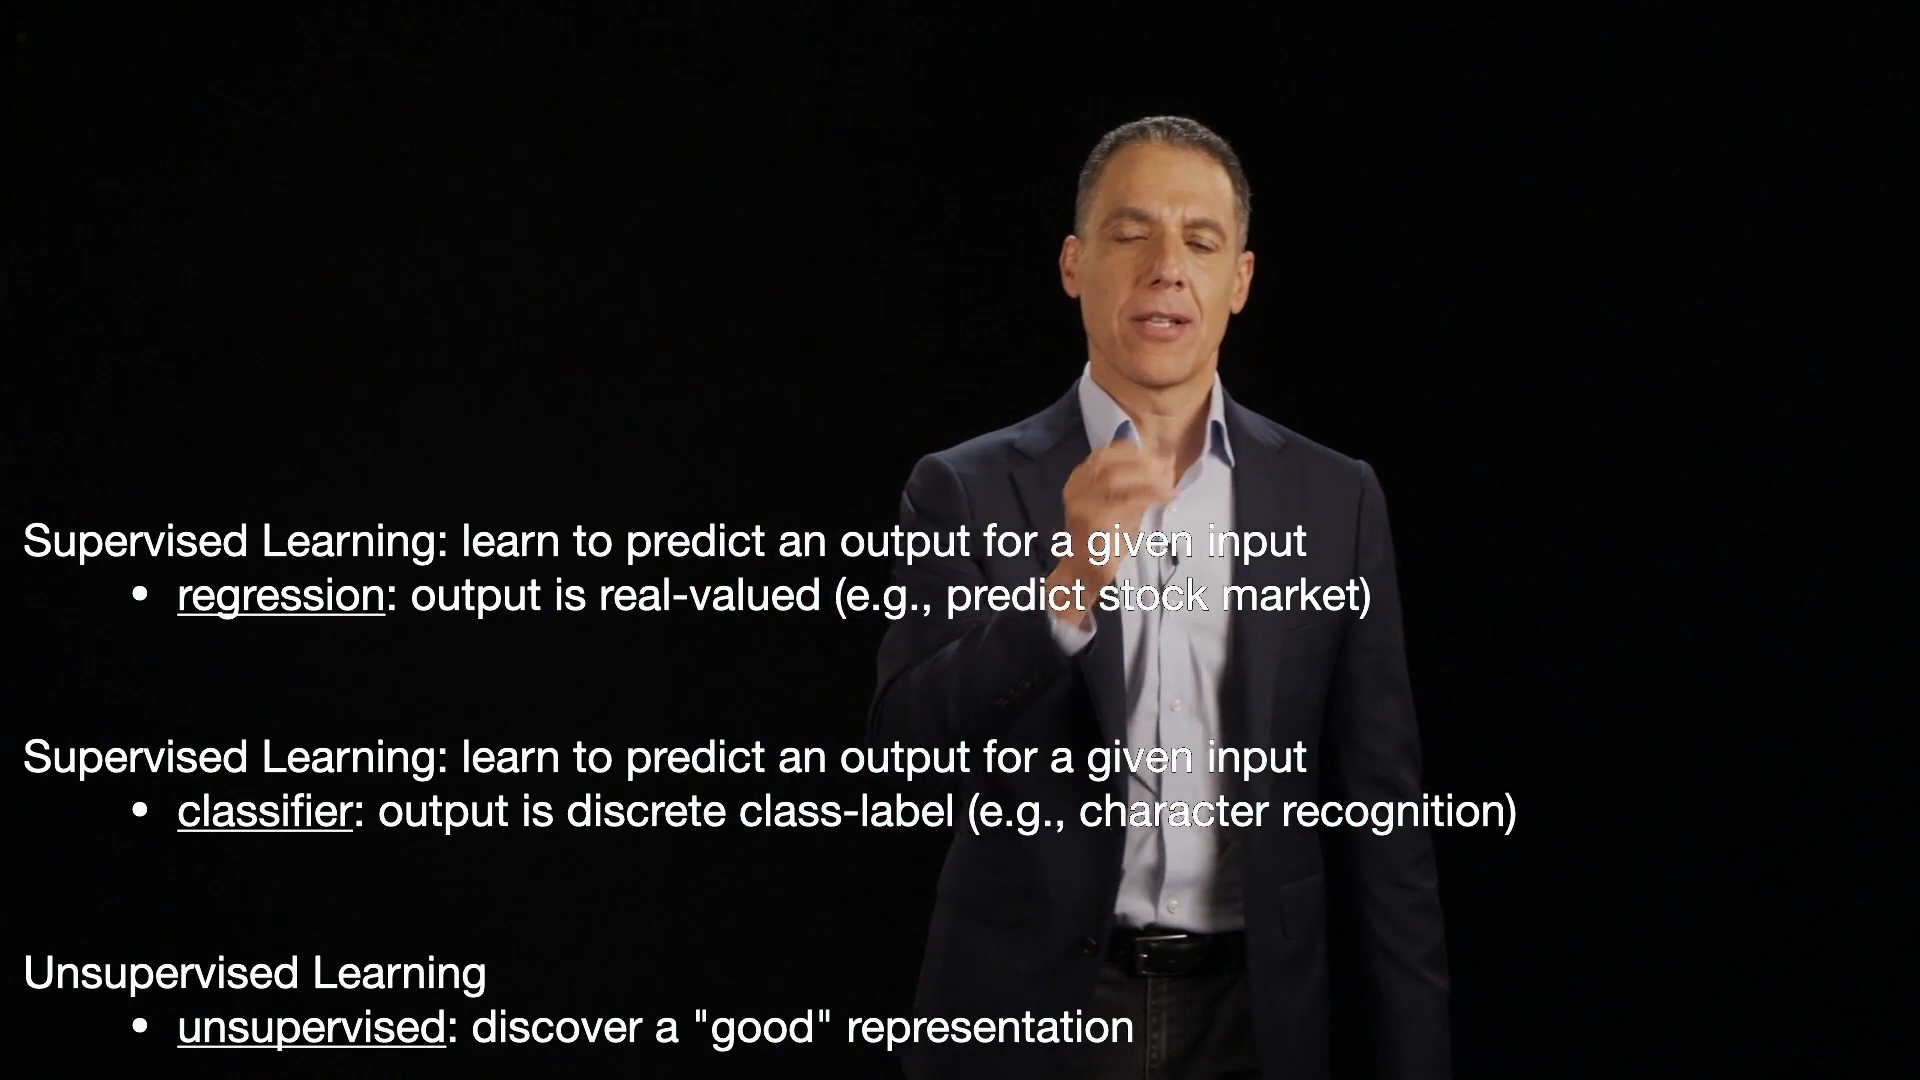 Supervised Learning: learn to predict an output for a given input
• regression: output is real-valued (e.g., predict stock market)
Supervised Learning: learn to predict an output for a given input
• classifier: output is discrete class-label (e.g., character recognition)
Unsupervised Learning
• unsupervised: discover a "good" representation